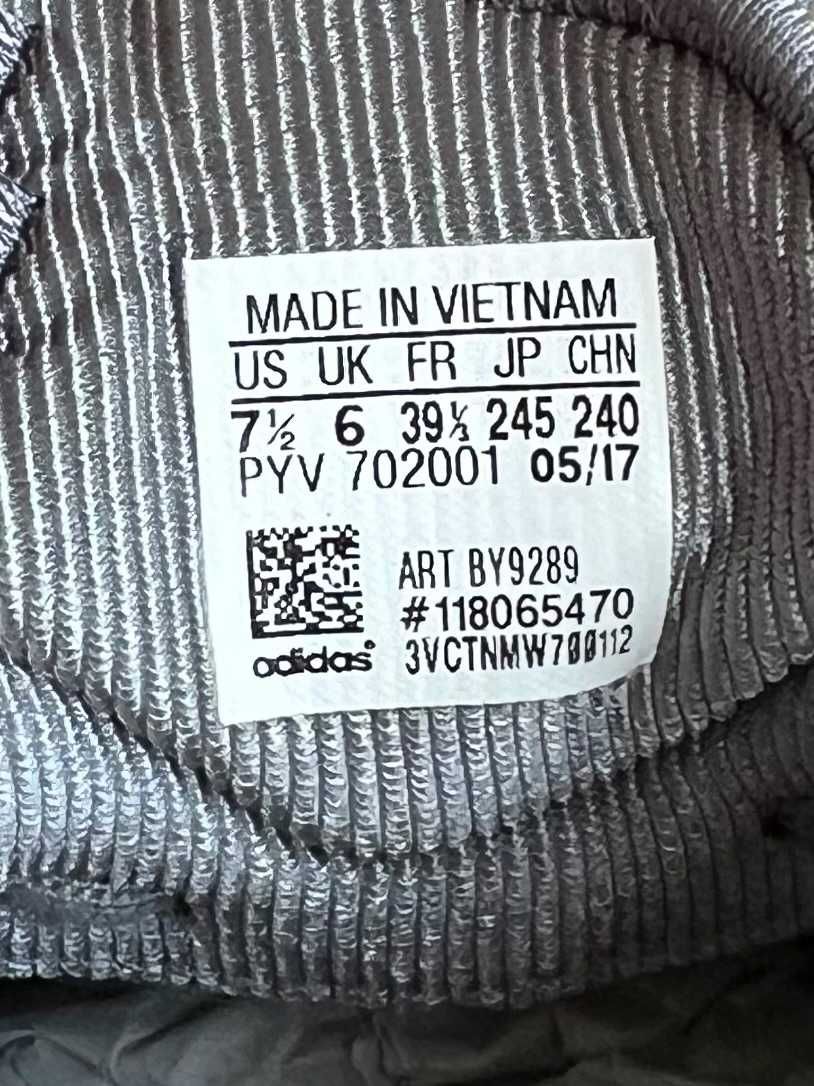 MADE IN VIETNAM
US UK FR JP CHN
7½ 6 39⅓ 245 240
PYV 702001 05/17
ART BY9289
#118065470
adidas 3VCTNMW700112